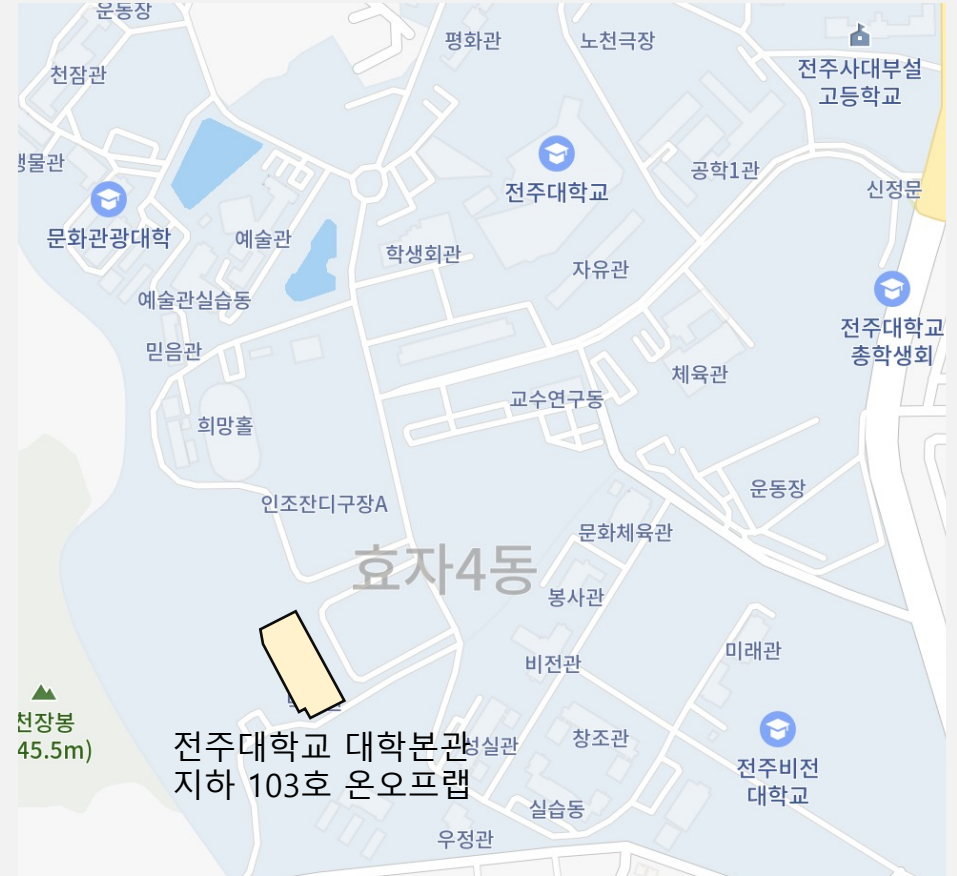 운동장
평화관
노천극장
천잠관
전주사대부설
고등학교
물관
공학1관
전주대학교
신정문
문화관광대학
예술관
학생회관
자유관
예술관실습동
전주대학교
총학생회
믿음관
체육관
교수연구동
희망홀
운동장
인조잔디구장A
문화체육관
효자4동
봉사관
비전관
미래관
천장봉
45.5m)
전주대학교 대학본관
지하 103호 온오프랩
성실관
창조관
전주비전
대학교
실습동
우정관